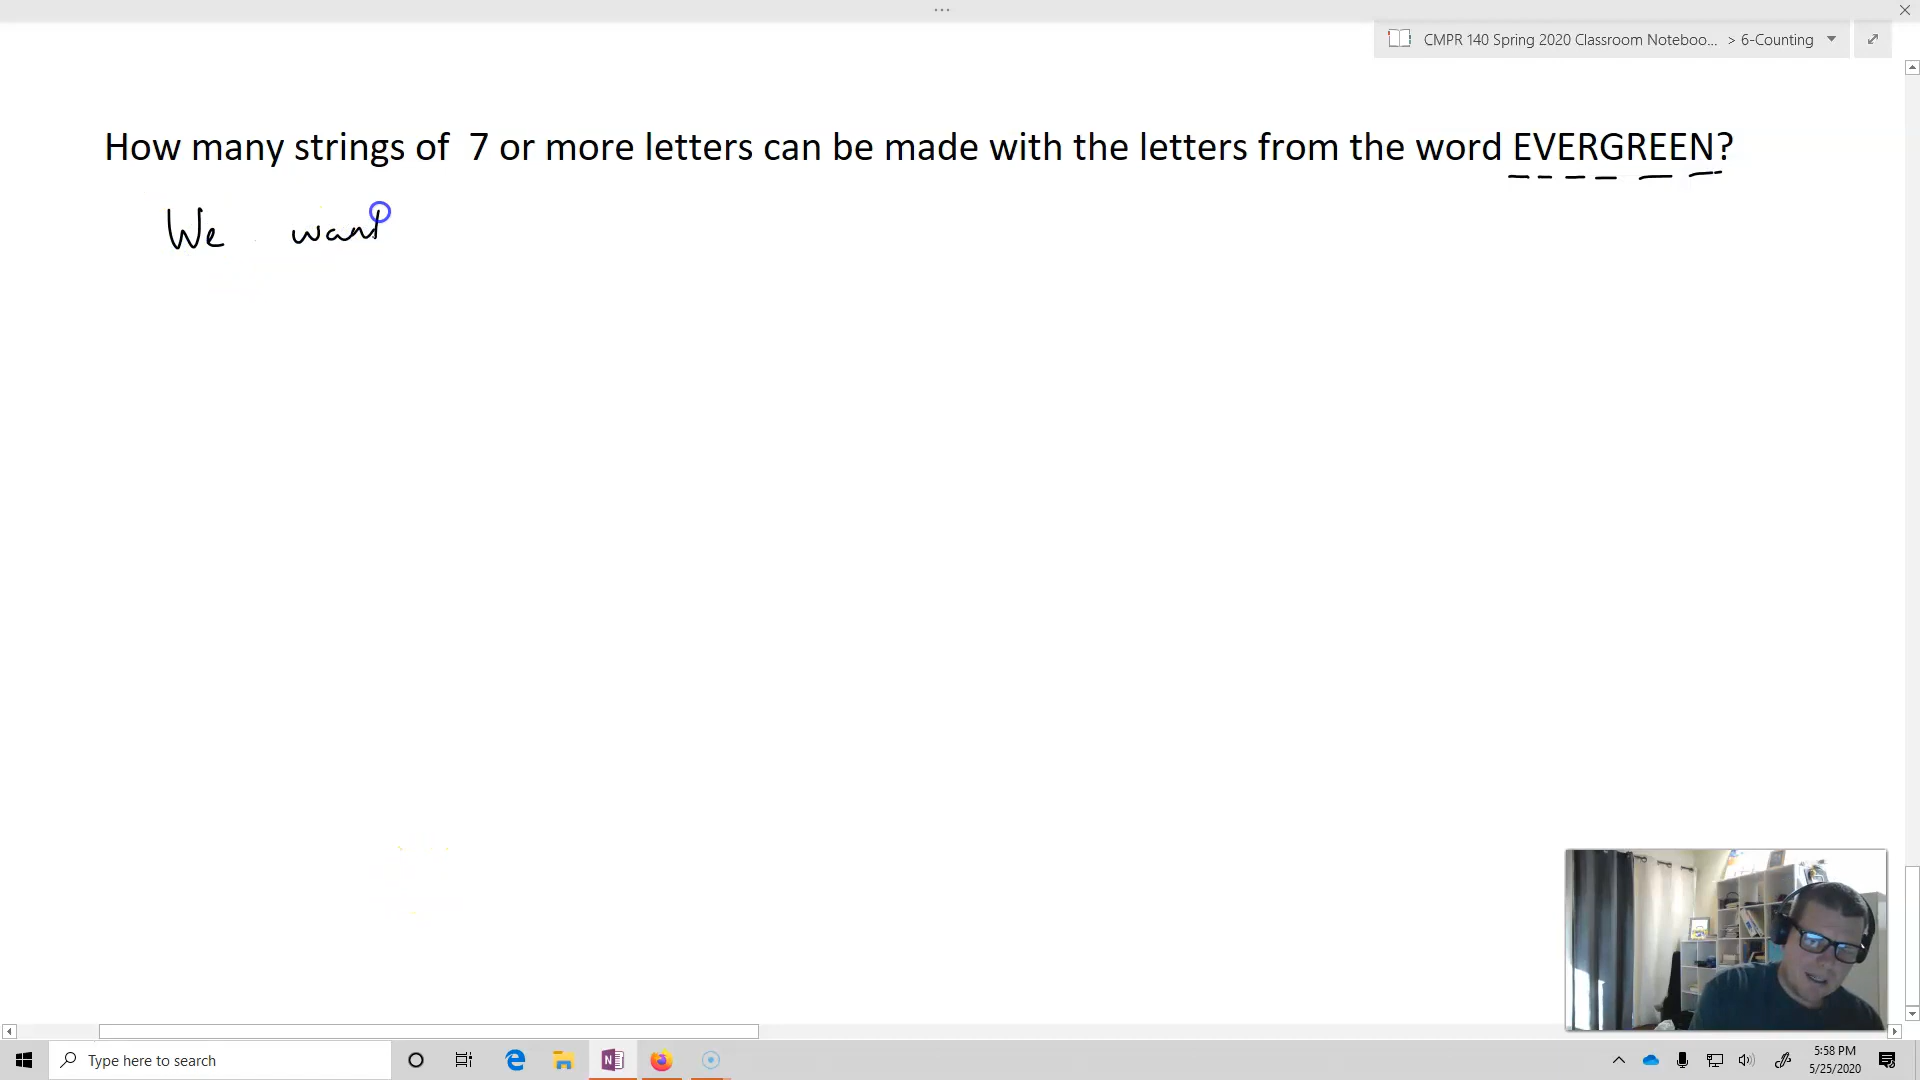 CMPR 140 Spring 2020 Classroom Noteboo... > 6-Counting
How many strings of 7 or more letters can be made with the letters from the word EVERGREEN?
We want
Type here to search
5:58 PM
5/25/2020